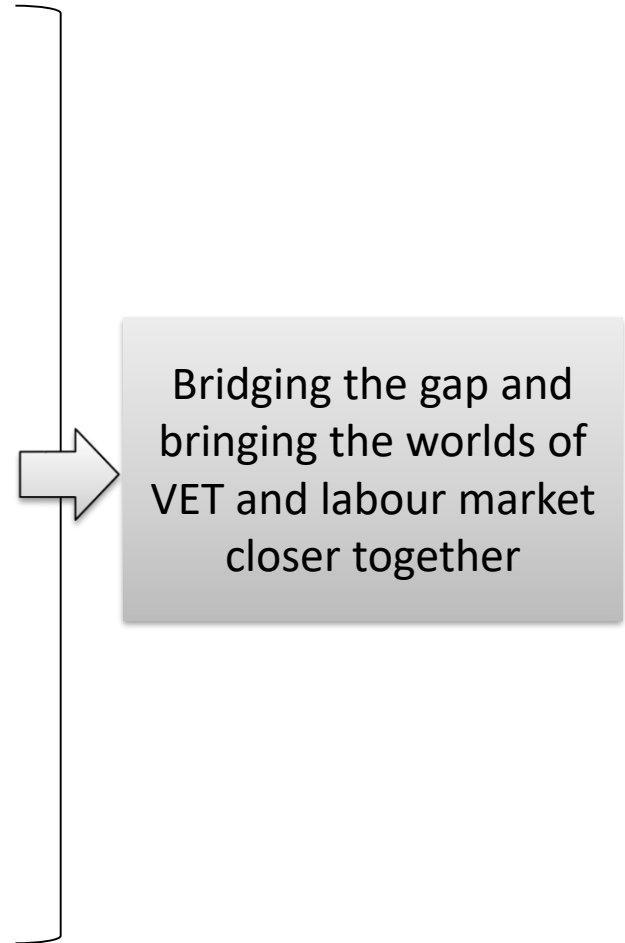 Bridging the gap and
bringing the worlds of
VET and labour market
closer together